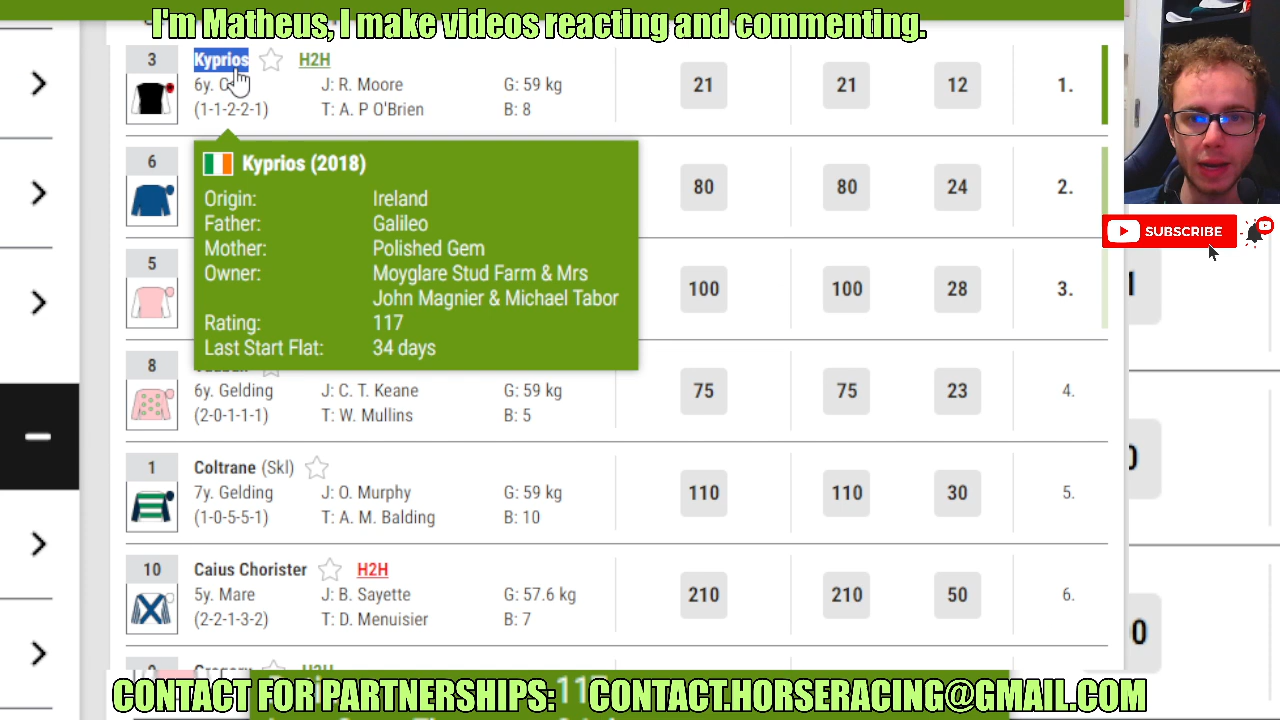 I'm Matheus, I make videos reacting and commenting.
3 Kyprios H2H
6y. J: R. Moore G: 59 kg 21 21 12 1.
(1-1-2-2-1) T: A. P O'Brien B: 8
6 80 80 24 2.
Kyprios (2018)
Origin: Ireland
Father: Galileo
Mother: Polished Gem
Owner: Moyglare Stud Farm & Mrs
John Magnier & Michael Tabor
Rating: 117
Last Start Flat: 34 days
SUBSCRIBE
5 100 100 28 3.
8
6y. Gelding J: C. T. Keane G: 59 kg 75 75 23 4.
(2-0-1-1-1) T: W. Mullins B: 5
1 Coltrane (Skl)
7y. Gelding J: O. Murphy G: 59 kg 110 110 30 5.
(1-0-5-5-1) T: A. M. Balding B: 10
10 Caius Chorister H2H
5y. Mare J: B. Sayette G: 57.6 kg 210 210 50 6.
(2-2-1-3-2) T: D. Menuisier B: 7
Gregory H2H
117
CONTACT FOR PARTNERSHIPS: CONTACT.HORSERACING@GMAIL.COM